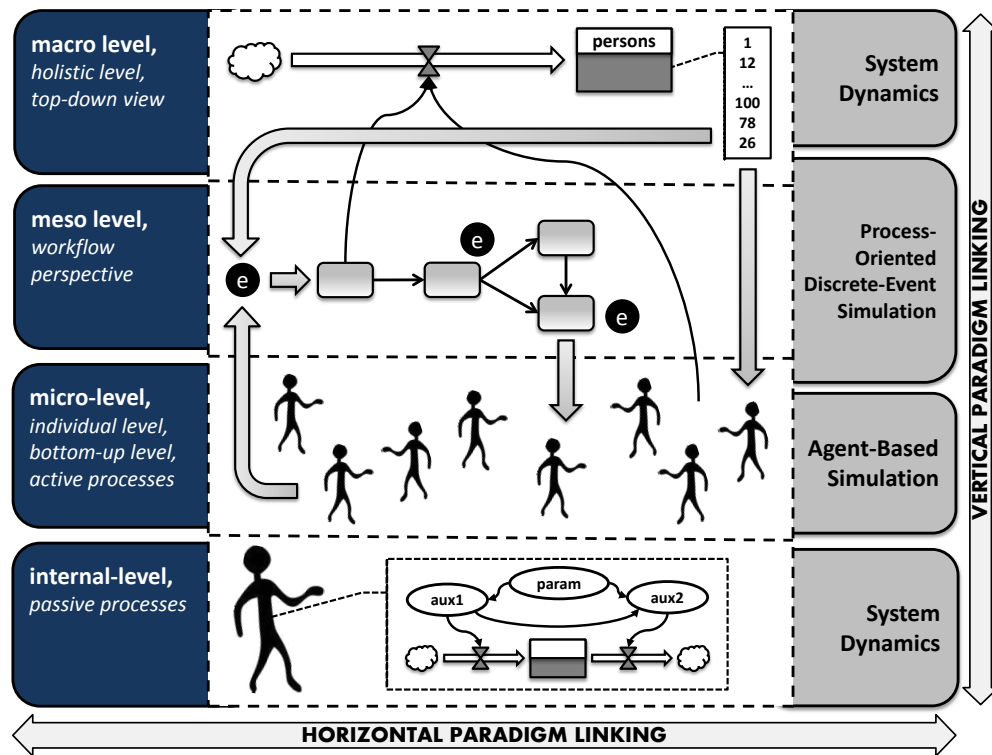 macro level,
holistic level,
top-down view
persons
1
12
...
100
78
26
System
Dynamics
meso level,
workflow
perspective
e
e
e
Process-
Oriented
Discrete-Event
Simulation
micro-level,
individual level,
bottom-up level,
active processes
Agent-Based
Simulation
internal-level,
passive processes
param
aux1
aux2
System
Dynamics
VERTICAL PARADIGM LINKING
HORIZONTAL PARADIGM LINKING